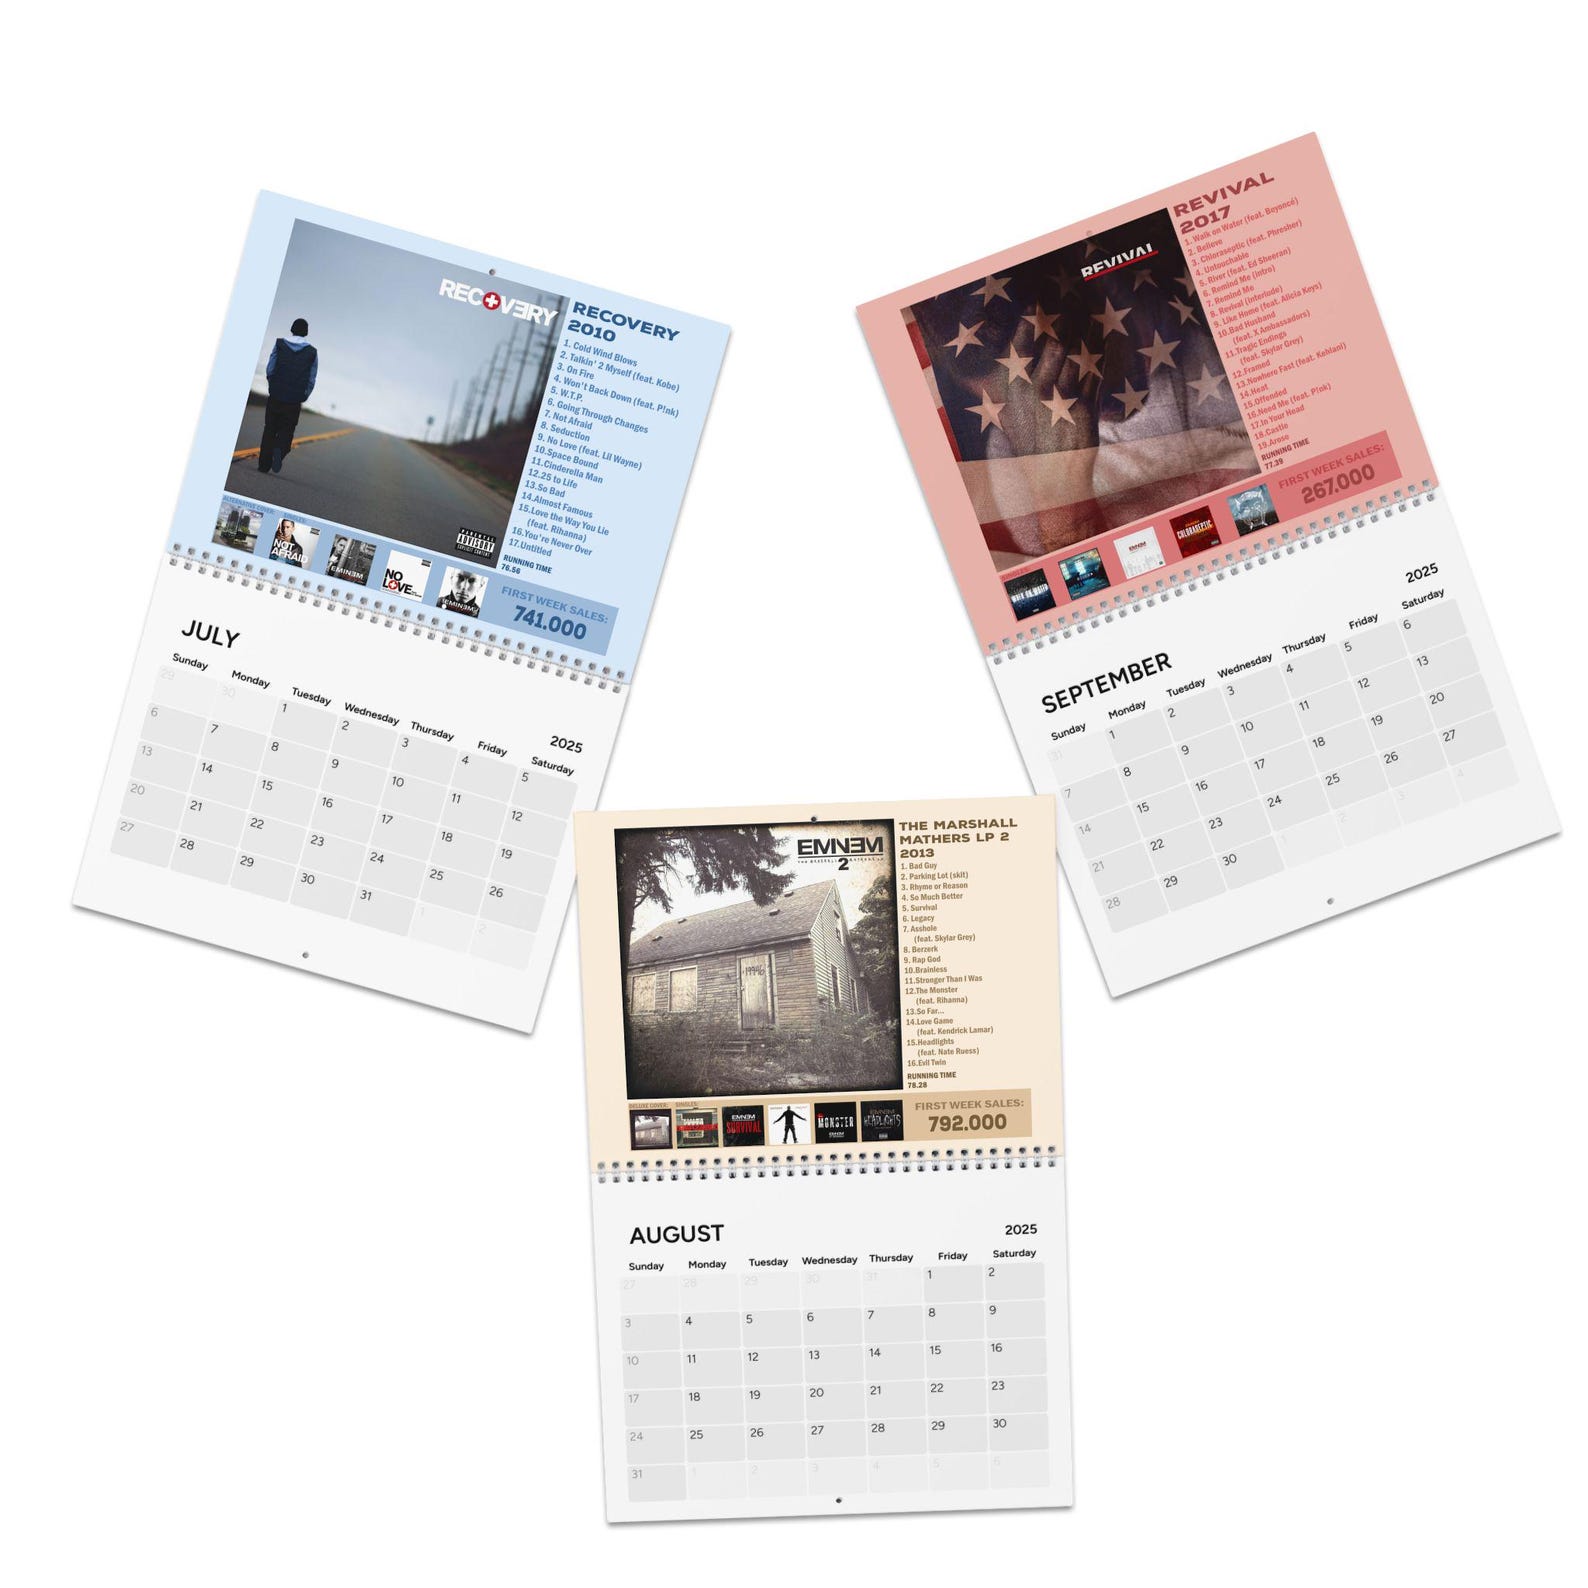 RECOVERY
RECOVERY
2010
1. Cold Wind Blows
2. Talkin' 2 Myself (feat. Kobe)
3. On Fire
4. Won't Back Down (feat. P!nk)
5. W.T.P.
6. Going Through Changes
7. Not Afraid
8. Seduction
9. No Love (feat. Lil Wayne)
10.Space Bound
11.Cinderella Man
12.25 to Life
13.So Bad
14.Almost Famous
15.Love the Way You Lie
(feat. Rihanna)
16.You're Never Over
17.Untitled
RUNNING TIME
76.56
PARENTAL
ADVISORY
EXPLICIT CONTENT
ALTERNATIVE COVER:
SINGLES:
NOT
AFRAID
EMINEM
NO
LOVE
EMINEM
FIRST WEEK SALES:
741.000
JULY
2025
Sunday Monday Tuesday Wednesday Thursday Friday Saturday
29 30 1 2 3 4 5
6 7 8 9 10 11 12
13 14 15 16 17 18 19
20 21 22 23 24 25 26
27 28 29 30 31 1 2
REVIVAL
REVIVAL
2017
1. Walk on Water (feat. Beyoncé)
2. Believe
3. Chloraseptic (feat. Phresher)
4. Untouchable
5. River (feat. Ed Sheeran)
6. Remind Me (Intro)
7. Remind Me
8. Revival (Interlude)
9. Like Home (feat. Alicia Keys)
10.Bad Husband
(feat. X Ambassadors)
11.Tragic Endings
(feat. Skylar Grey)
12.Framed
13.Nowhere Fast (feat. Kehlani)
14.Heat
15.Offended
16.Need Me (feat. P!nk)
17.In Your Head
18.Castle
19.Arose
RUNNING TIME
77.39
SINGLES:
WALK ON WATER
CHLORASEPTIC
FIRST WEEK SALES:
267.000
SEPTEMBER
2025
Sunday Monday Tuesday Wednesday Thursday Friday Saturday
31 1 2 3 4 5 6
7 8 9 10 11 12 13
14 15 16 17 18 19 20
21 22 23 24 25 26 27
28 29 30 1 2 3 4
EMINEM
THE MARSHALL MATHERS LP
2
19946
THE MARSHALL
MATHERS LP 2
2013
1. Bad Guy
2. Parking Lot (skit)
3. Rhyme or Reason
4. So Much Better
5. Survival
6. Legacy
7. Asshole
(feat. Skylar Grey)
8. Berzerk
9. Rap God
10.Brainless
11.Stronger Than I Was
12.The Monster
(feat. Rihanna)
13.So Far...
14.Love Game
(feat. Kendrick Lamar)
15.Headlights
(feat. Nate Ruess)
16.Evil Twin
RUNNING TIME
78.28
DELUXE COVER:
SINGLES:
EMINEM
SURVIVAL
MONSTER
EMINEM
HEADLIGHTS
FIRST WEEK SALES:
792.000
AUGUST
2025
Sunday Monday Tuesday Wednesday Thursday Friday Saturday
27 28 29 30 31 1 2
3 4 5 6 7 8 9
10 11 12 13 14 15 16
17 18 19 20 21 22 23
24 25 26 27 28 29 30
31 1 2 3 4 5 6